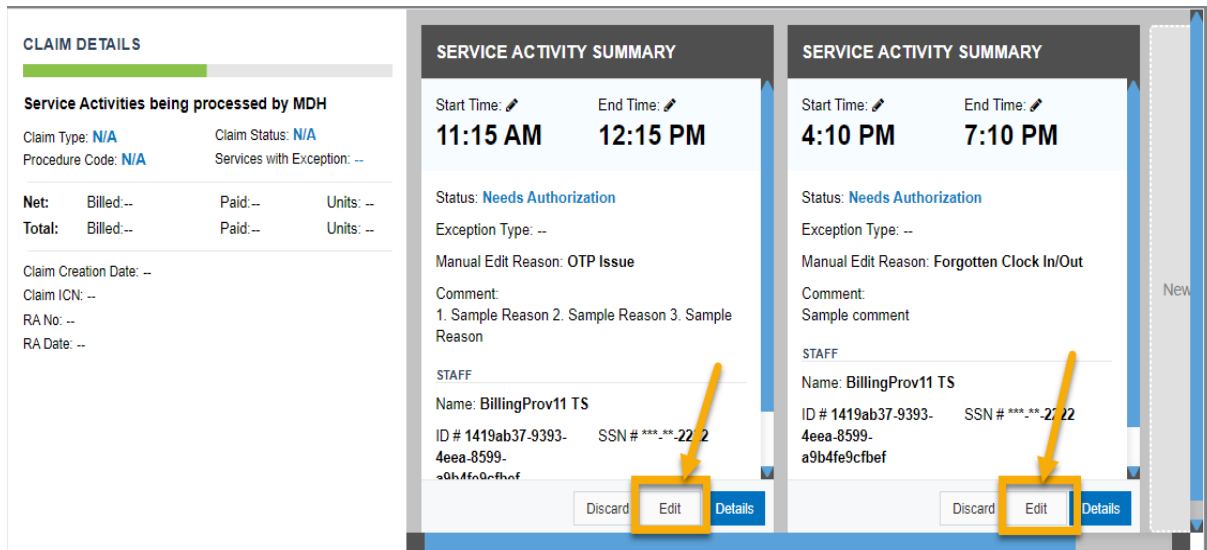 CLAIM DETAILS
Service Activities being processed by MDH
Claim Type: N/A
Claim Status: N/A
Procedure Code: N/A
Services with Exception: --
Net: Billed:-- Paid:-- Units: --
Total: Billed:-- Paid:-- Units: --
Claim Creation Date: --
Claim ICN: --
RA No: --
RA Date: --
SERVICE ACTIVITY SUMMARY
Start Time: End Time:
11:15 AM 12:15 PM
Status: Needs Authorization
Exception Type: --
Manual Edit Reason: OTP Issue
Comment:
1. Sample Reason 2. Sample Reason 3. Sample
Reason
STAFF
Name: BillingProv11 TS
ID # 1419ab37-9393- SSN # ***-**-2222
4eea-8599-
a9b4fe9cfbef
Discard Edit Details
SERVICE ACTIVITY SUMMARY
Start Time: End Time:
4:10 PM 7:10 PM
Status: Needs Authorization
Exception Type: --
Manual Edit Reason: Forgotten Clock In/Out
Comment:
Sample comment
STAFF
Name: BillingProv11 TS
ID # 1419ab37-9393- SSN # ***-**-2222
4eea-8599-
a9b4fe9cfbef
Discard Edit Details
New